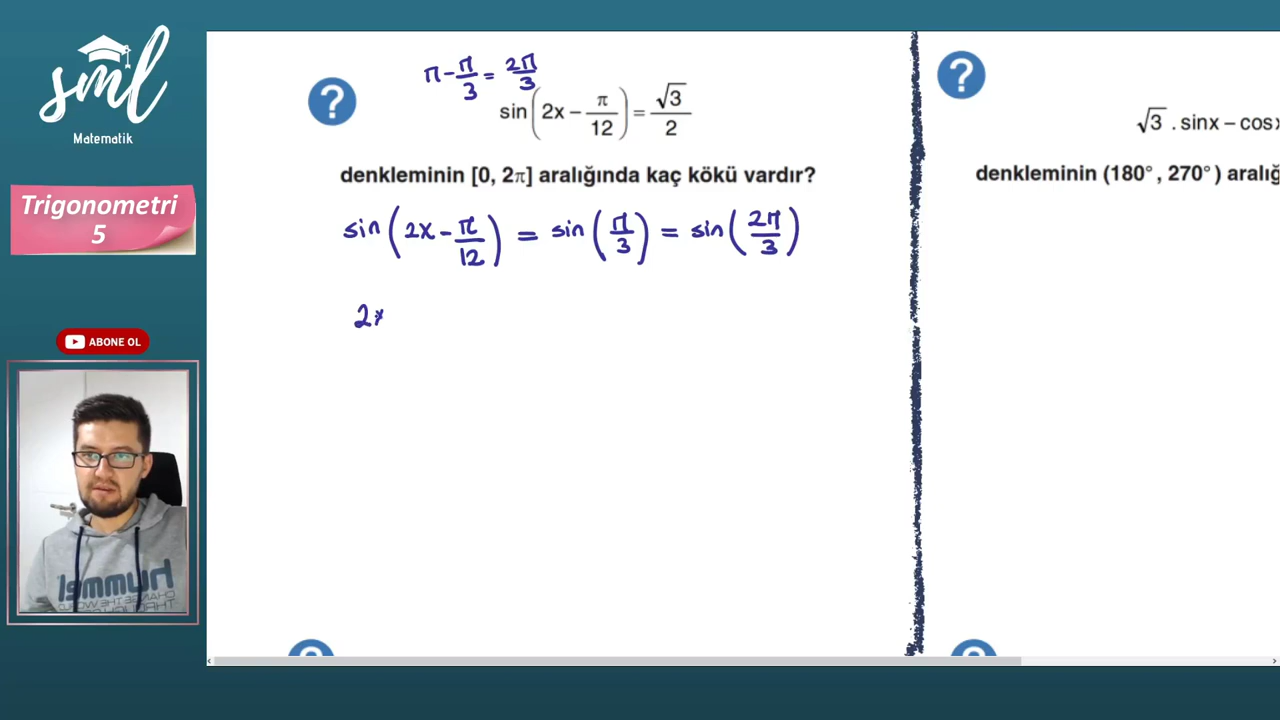 sml
Matematik
Trigonometri
5
ABONE OL
π - π/3 = 2π/3
sin(2x - π/12) = √3/2
denkleminin [0, 2π] aralığında kaç kökü vardır?
sin(2x - π/12) = sin(π/3) = sin(2π/3)
2x
?
√3 . sinx – cosx
denkleminin (180°, 270°) aralığ
?
?
?